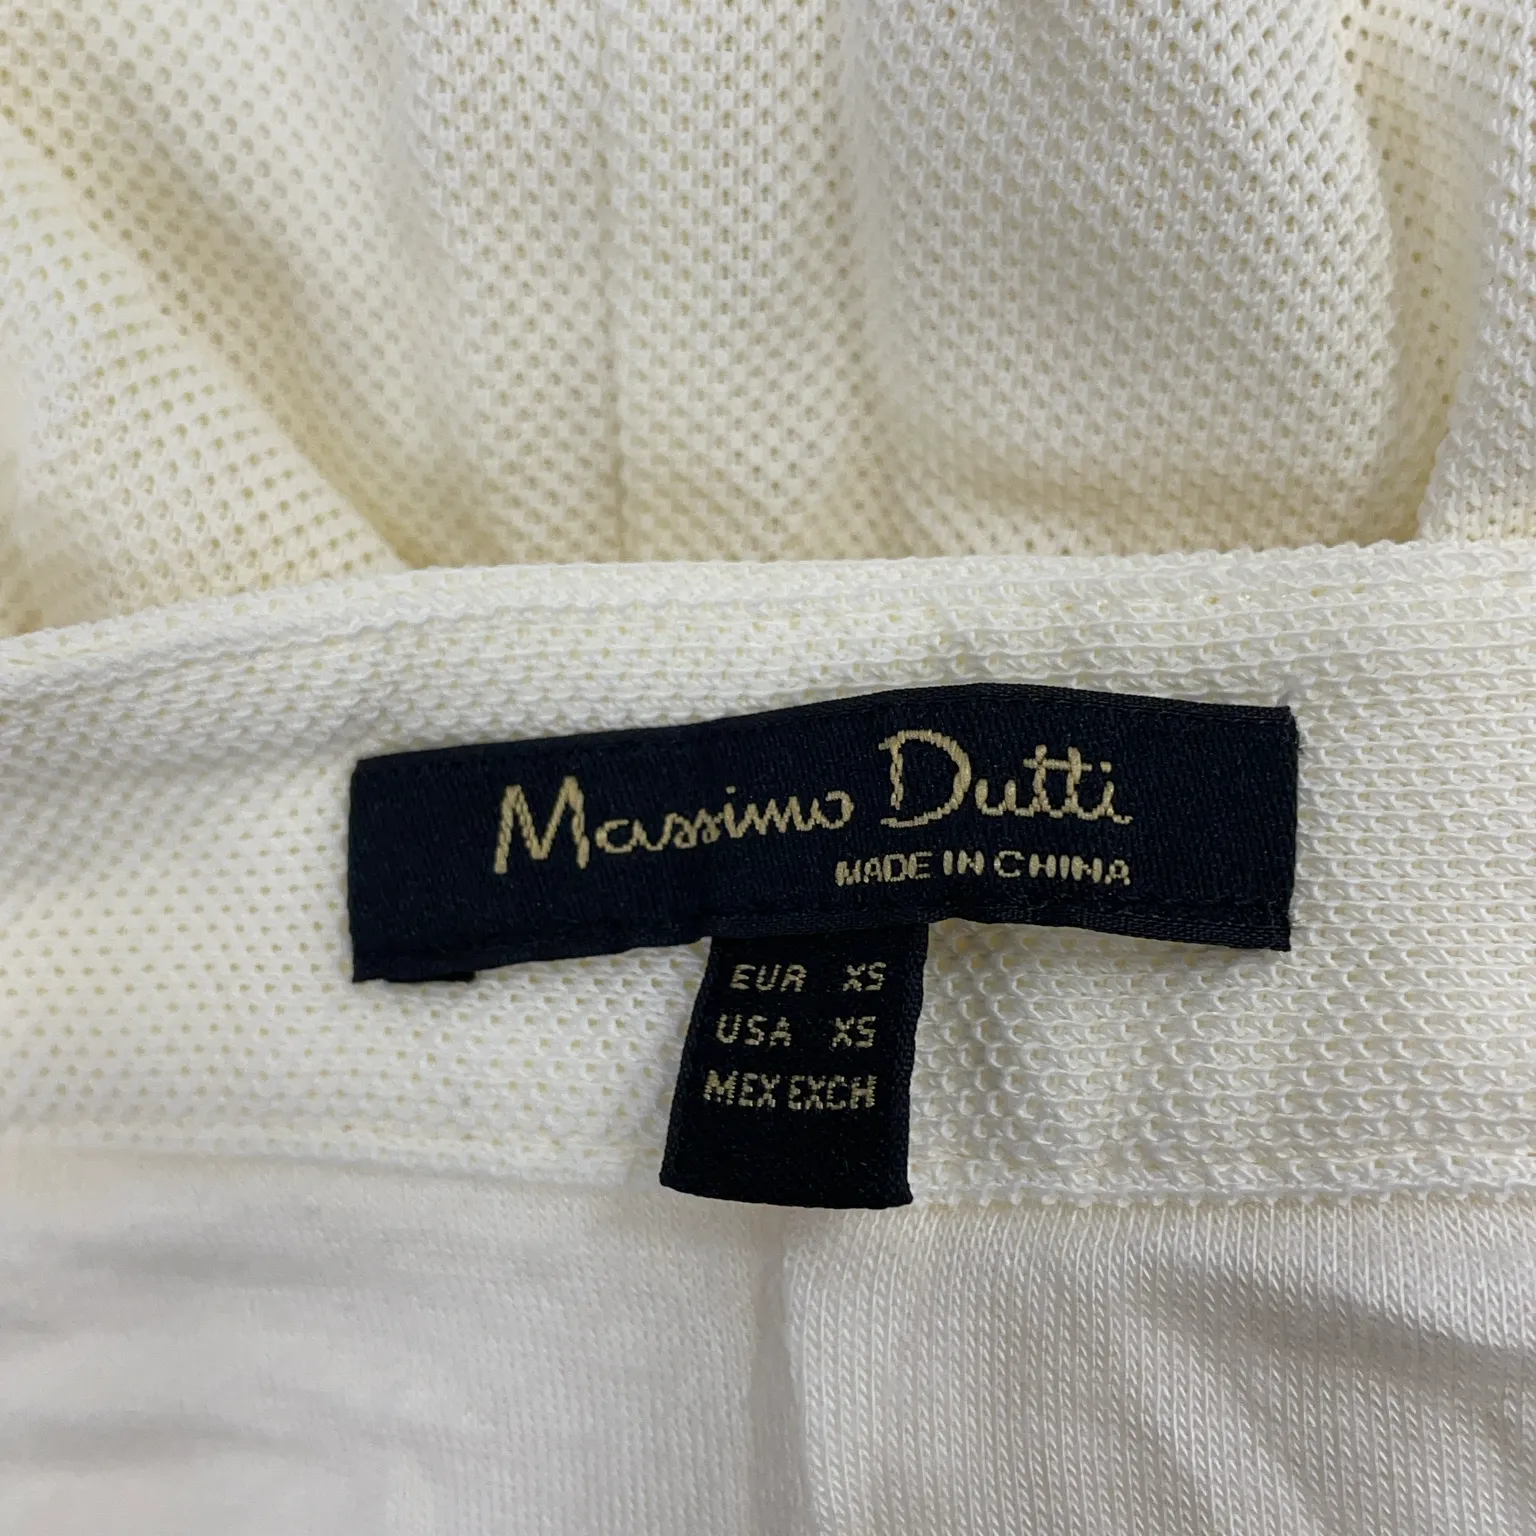 Massimo Dutti
MADE IN CHINA
EUR XS
USA XS
MEX EXCH